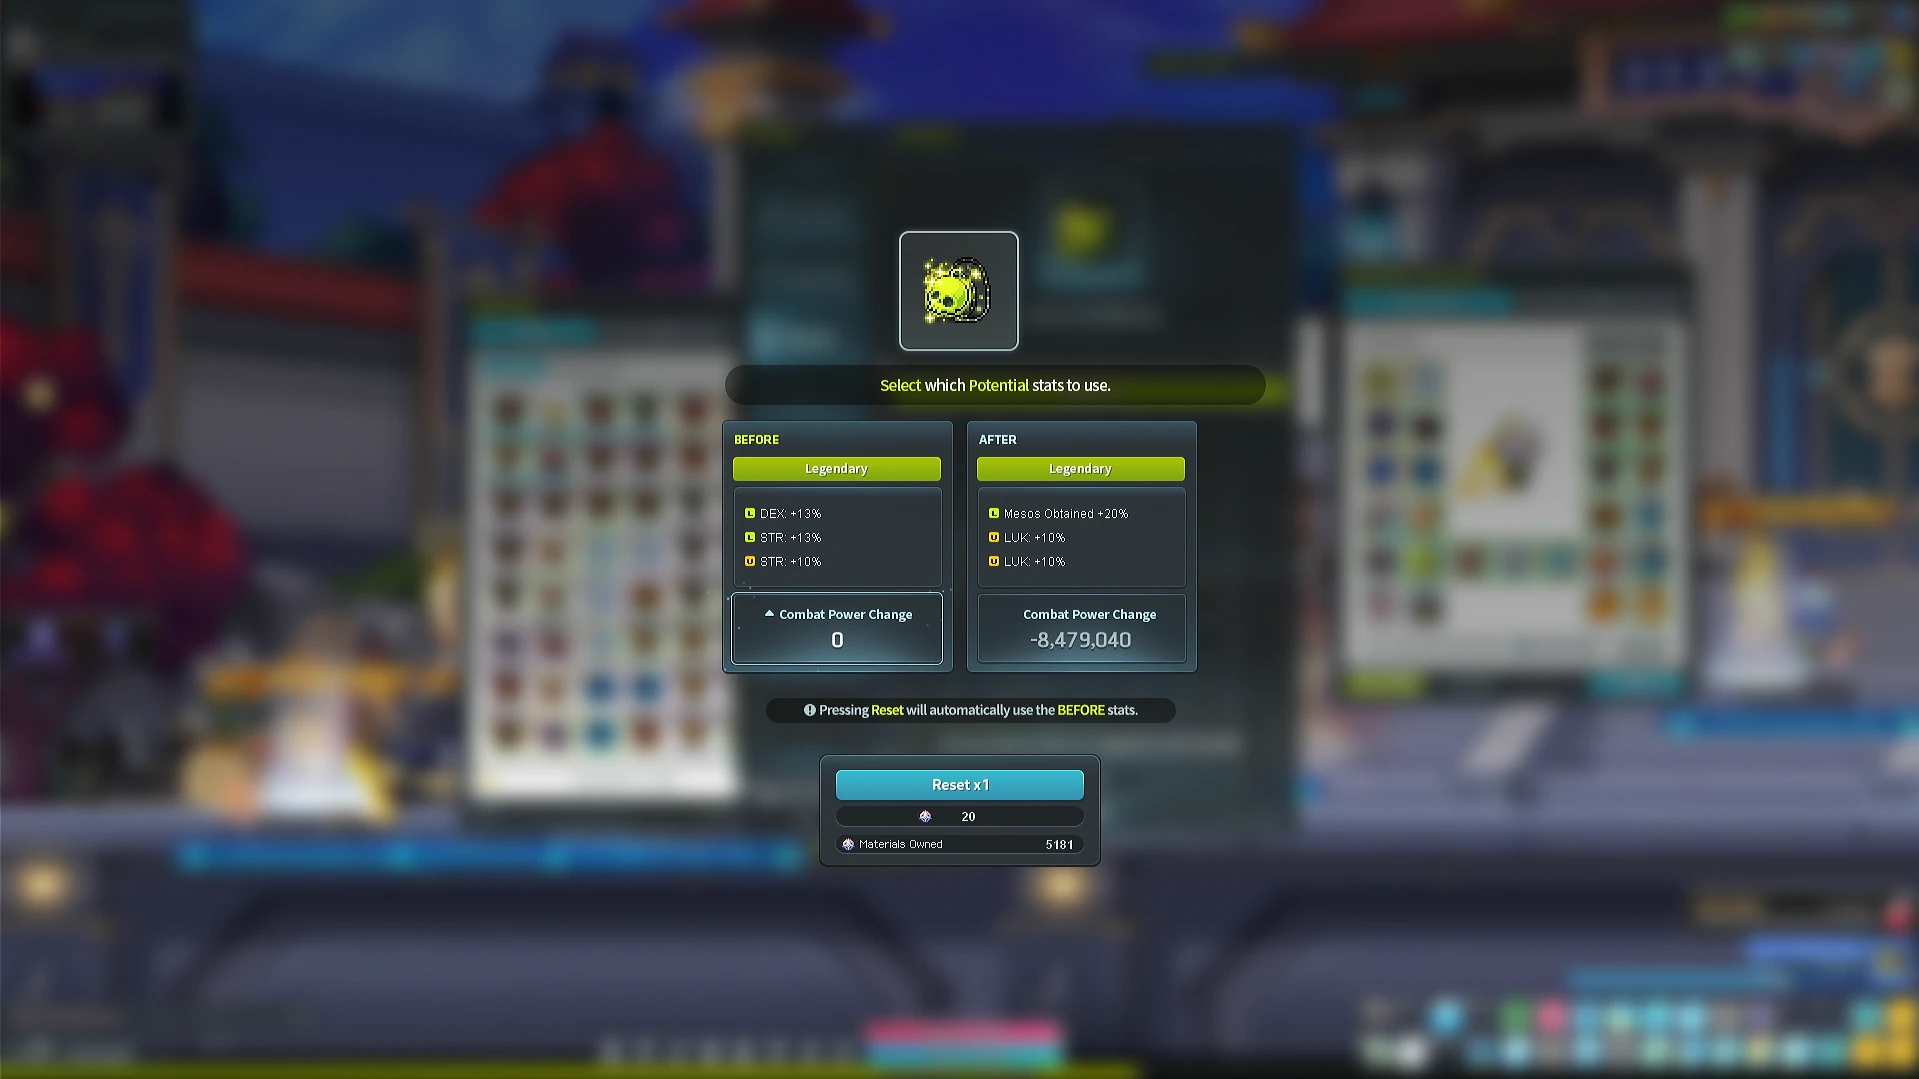 Select which Potential stats to use.
BEFORE
Legendary
L DEX: +13%
L STR: +13%
U STR: +10%
Combat Power Change
0
AFTER
Legendary
L Mesos Obtained +20%
U LUK: +10%
U LUK: +10%
Combat Power Change
-8,479,040
Pressing Reset will automatically use the BEFORE stats.
Reset x1
20
Materials Owned 5181